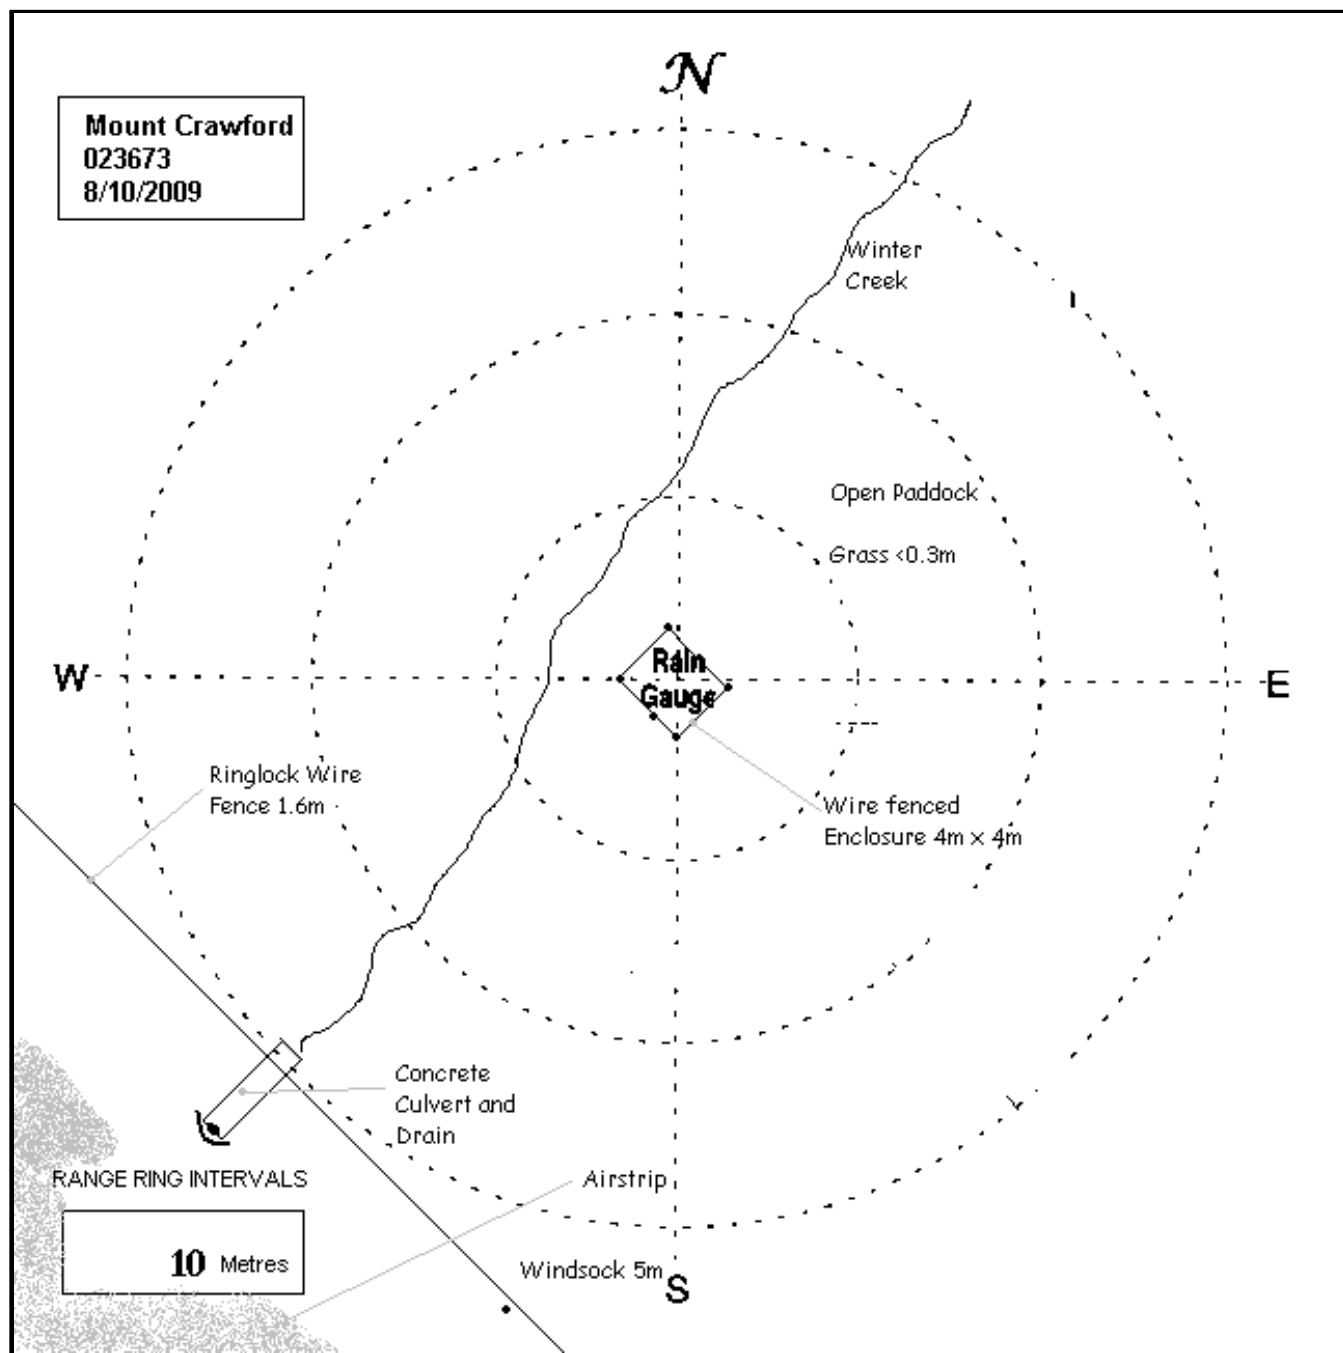 N
Mount Crawford
023673
8/10/2009
Winter
Creek
Open Paddock
Grass <0.3m
W
Rain
Gauge
E
Ringlock Wire
Fence 1.6m
Wire fenced
Enclosure 4m x 4m
Concrete
Culvert and
Drain
RANGE RING INTERVALS
10 Metres
Airstrip
Windsock 5m
S